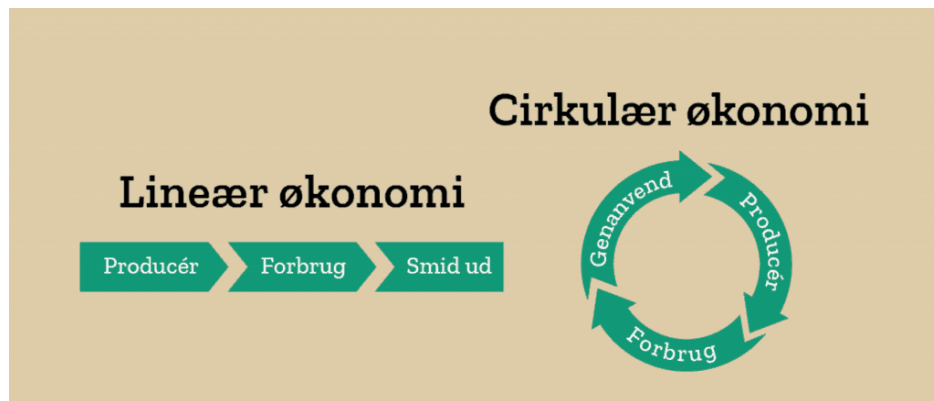 Lineær økonomi
Producér
Forbrug
Smid ud
Cirkulær økonomi
Producér
Forbrug
Genanvend